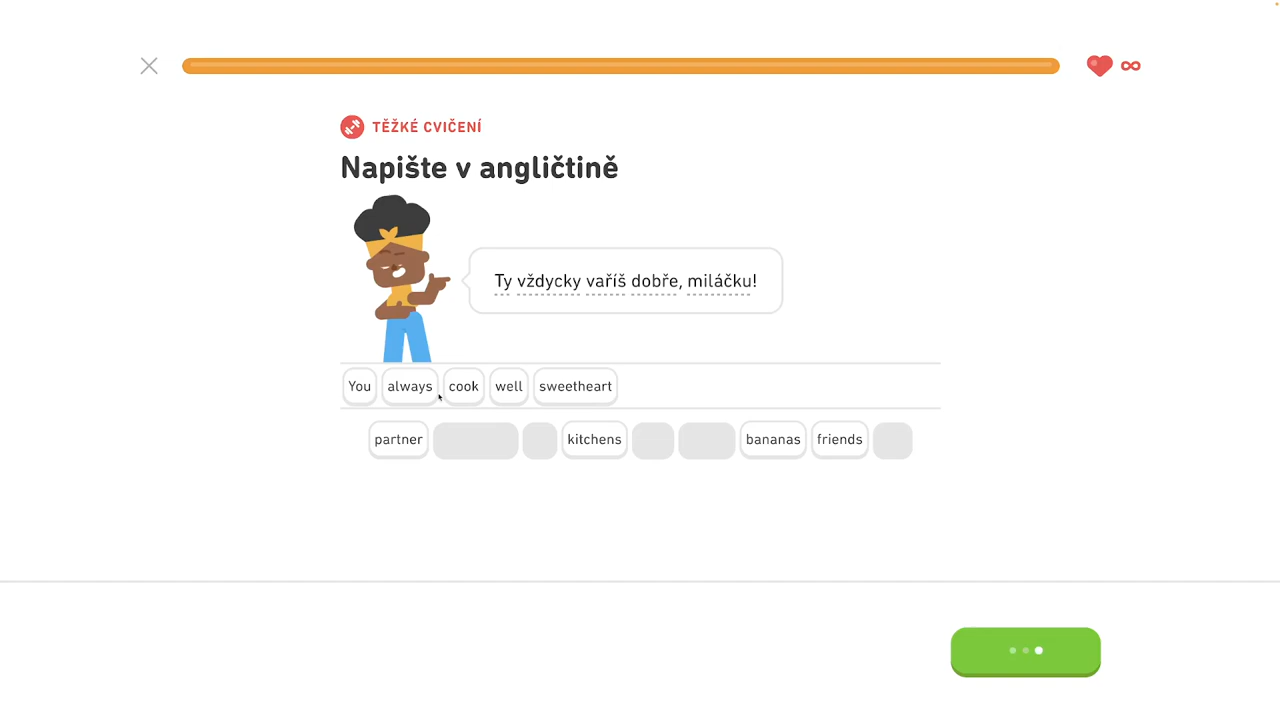 ∞
TĚŽKÉ CVIČENÍ
Napište v angličtině
Ty vždycky vaříš dobře, miláčku!
You always cook well sweetheart
partner kitchens bananas friends